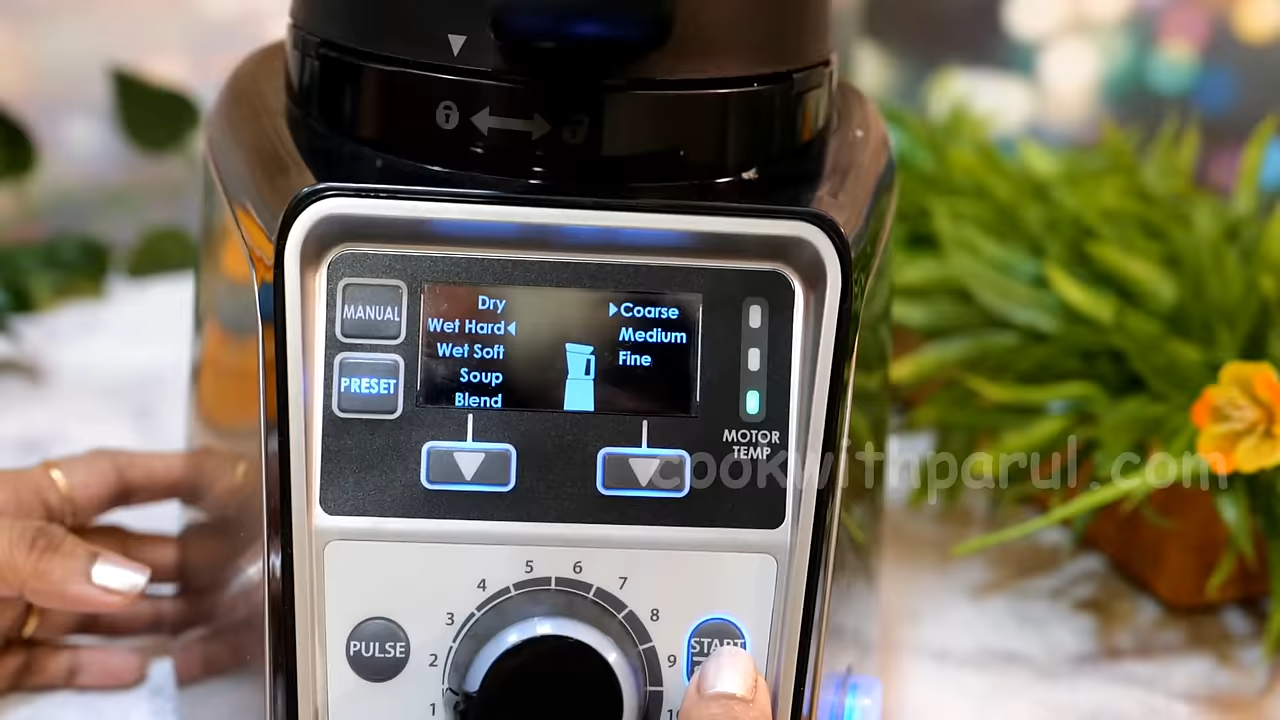 MANUAL
PRESET
Dry
Wet Hard
Wet Soft
Soup
Blend
Coarse
Medium
Fine
MOTOR
TEMP
cookwithparul.com
PULSE
1
2
3
4
5
6
7
8
9
10
START